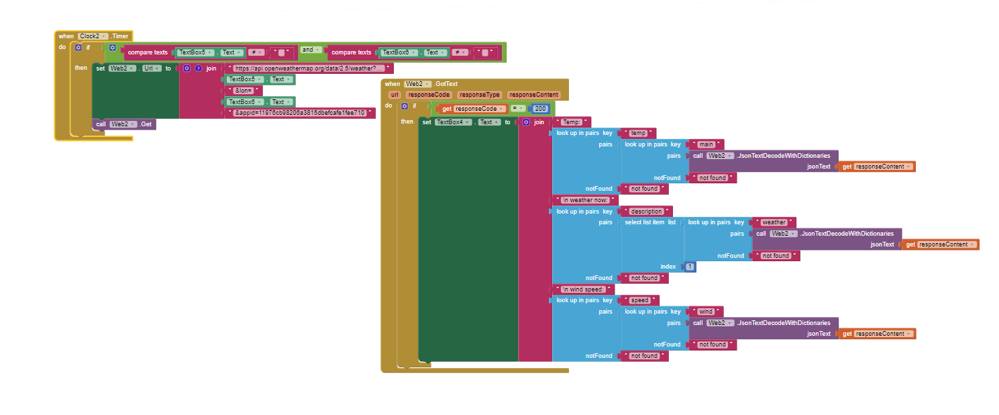 when Clock2 .Timer
do if compare texts TextBox5 . Text ≠ " " and compare texts TextBox6 . Text ≠ " "
then set Web2 . Url to join " https://api.openweathermap.org/data/2.5/weather?... "
TextBox5 . Text
" &lon= "
TextBox6 . Text
" &appid=11976cb98206a3815dbefcafe1fee710 "
call Web2 .Get
when Web2 .GotText
url responseCode responseType responseContent
do if get responseCode = 200
then set TextBox4 . Text to join " Temp: "
look up in pairs key " temp "
pairs look up in pairs key " main "
pairs call Web2 .JsonTextDecodeWithDictionaries
jsonText get responseContent
notFound " not found "
notFound " not found "
" \n weather now: "
look up in pairs key " description "
pairs select list item list look up in pairs key " weather "
pairs call Web2 .JsonTextDecodeWithDictionaries
jsonText get responseContent
notFound " not found "
index 1
notFound " not found "
" \n wind speed: "
look up in pairs key " speed "
pairs look up in pairs key " wind "
pairs call Web2 .JsonTextDecodeWithDictionaries
jsonText get responseContent
notFound " not found "
notFound " not found "